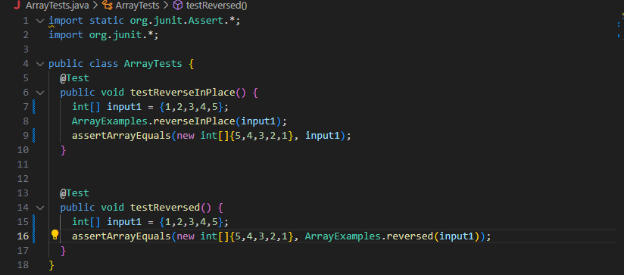 ArrayTests.java > ArrayTests > testReversed()
1 import static org.junit.Assert.*;
2 import org.junit.*;
3
4 public class ArrayTests {
5 @Test
6 public void testReverseInPlace() {
7 int[] input1 = {1,2,3,4,5};
8 ArrayExamples.reverseInPlace(input1);
9 assertArrayEquals(new int[]{5,4,3,2,1}, input1);
10 }
11
12
13 @Test
14 public void testReversed() {
15 int[] input1 = {1,2,3,4,5};
16 assertArrayEquals(new int[]{5,4,3,2,1}, ArrayExamples.reversed(input1));
17 }
18 }